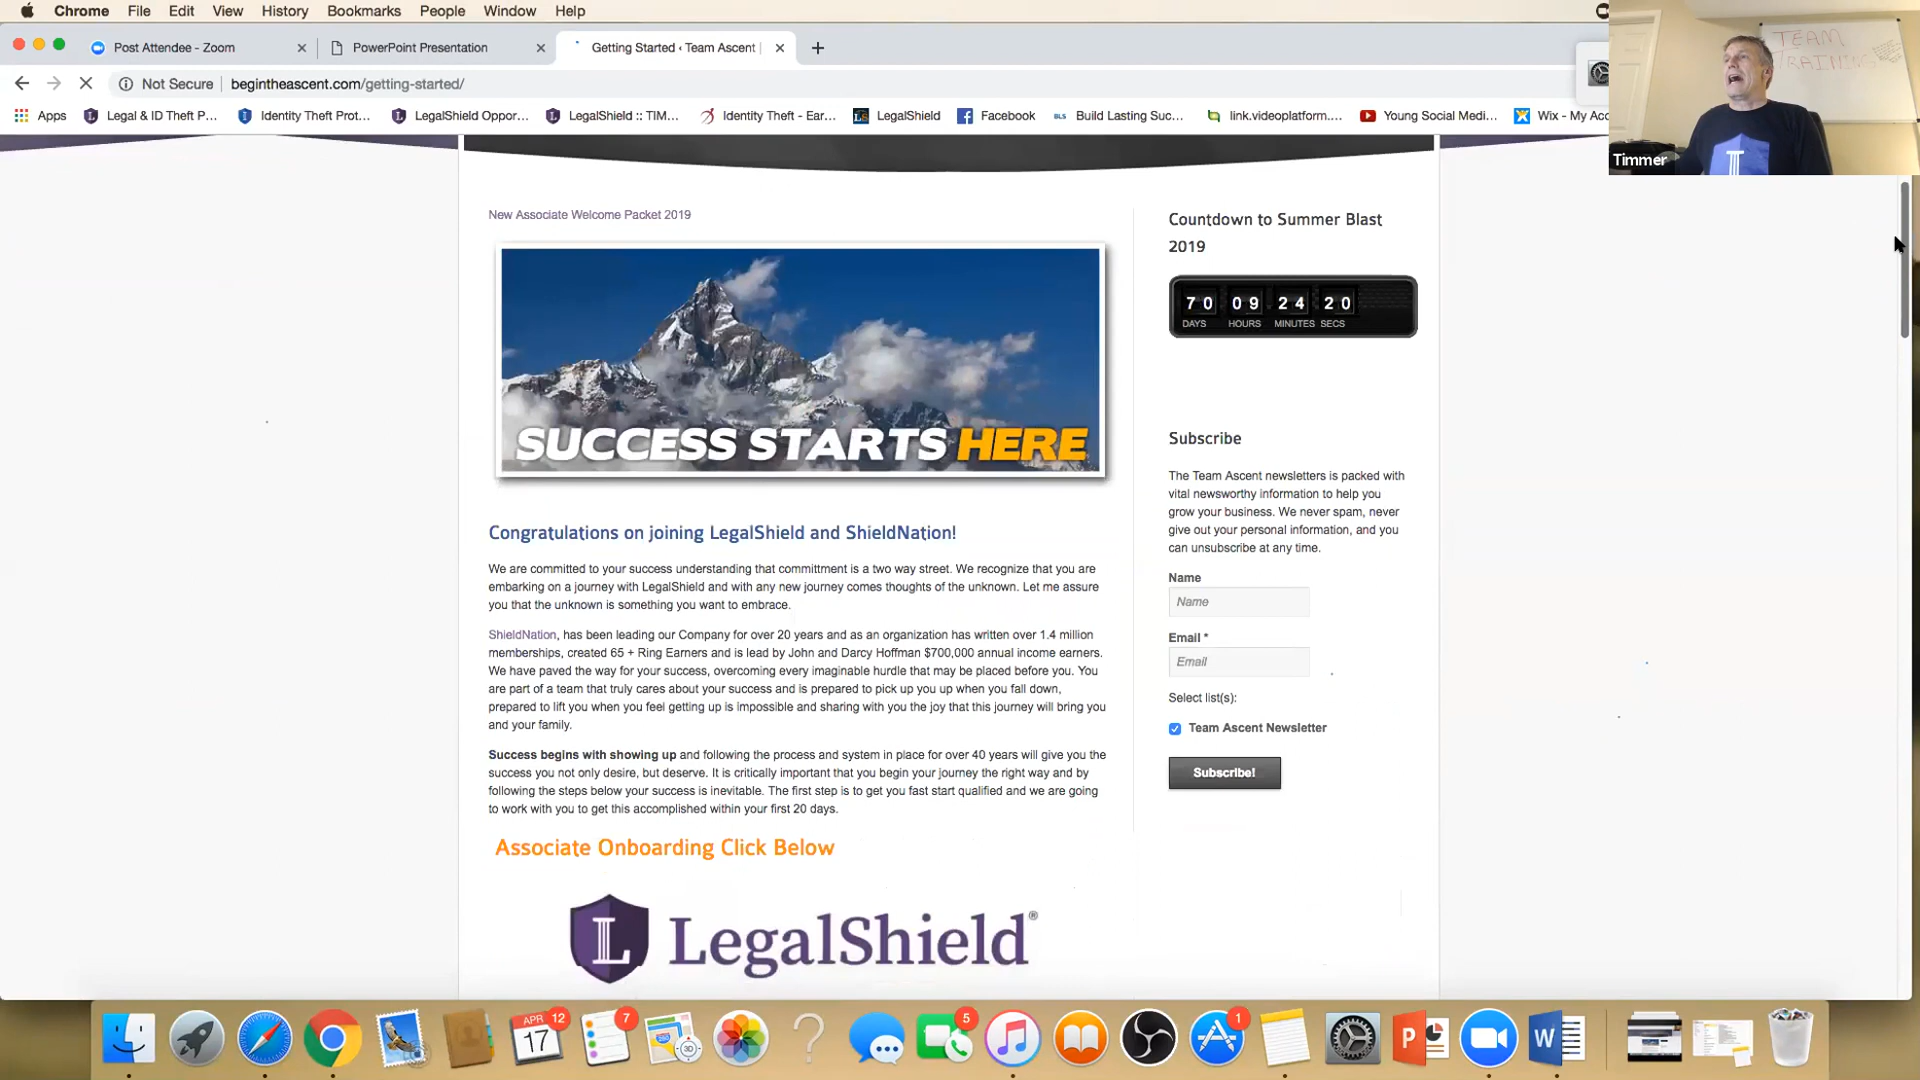 Chrome File Edit View History Bookmarks People Window Help
Post Attendee - Zoom
PowerPoint Presentation
Getting Started ‹ Team Ascent |
Not Secure | begintheascent.com/getting-started/
Apps
Legal & ID Theft P...
Identity Theft Prot...
LegalShield Oppor...
LegalShield :: TIM...
Identity Theft - Ear...
LegalShield
Facebook
Build Lasting Suc...
link.videoplatform....
Young Social Medi...
Wix - My Acc
TEAM
TRAINING
Timmer
New Associate Welcome Packet 2019
SUCCESS STARTS HERE
Congratulations on joining LegalShield and ShieldNation!
We are committed to your success understanding that committment is a two way street. We recognize that you are
embarking on a journey with LegalShield and with any new journey comes thoughts of the unknown. Let me assure
you that the unknown is something you want to embrace.
ShieldNation, has been leading our Company for over 20 years and as an organization has written over 1.4 million
memberships, created 65 + Ring Earners and is lead by John and Darcy Hoffman $700,000 annual income earners.
We have paved the way for your success, overcoming every imaginable hurdle that may be placed before you. You
are part of a team that truly cares about your success and is prepared to pick up you up when you fall down,
prepared to lift you when you feel getting up is impossible and sharing with you the joy that this journey will bring you
and your family.
Success begins with showing up and following the process and system in place for over 40 years will give you the
success you not only desire, but deserve. It is critically important that you begin your journey the right way and by
following the steps below your success is inevitable. The first step is to get you fast start qualified and we are going
to work with you to get this accomplished within your first 20 days.
Associate Onboarding Click Below
LegalShield®
Countdown to Summer Blast
2019
70 09 24 20
DAYS HOURS MINUTES SECS
Subscribe
The Team Ascent newsletters is packed with
vital newsworthy information to help you
grow your business. We never spam, never
give out your personal information, and you
can unsubscribe at any time.
Name
Name
Email *
Email
Select list(s):
Team Ascent Newsletter
Subscribe!
APR
17
12
7
5
1